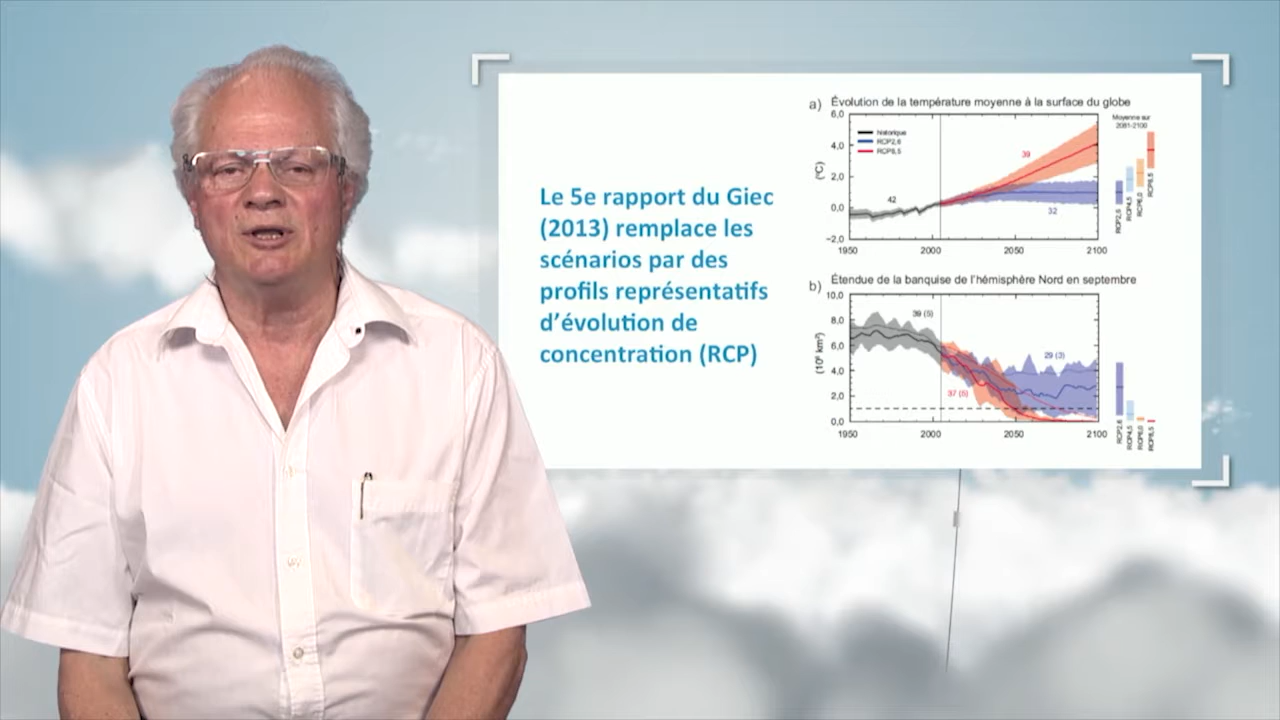 Le 5e rapport du Giec
(2013) remplace les
scénarios par des
profils représentatifs
d'évolution de
concentration (RCP)
a) Évolution de la température moyenne à la surface du globe
6,0
4,0
2,0
0,0
−2,0
(°C)
historique
RCP2,6
RCP8,5
42
39
32
1950
2000
2050
2100
Moyenne sur
2081-2100
RCP2,6
RCP4,5
RCP6,0
RCP8,5
b) Étendue de la banquise de l'hémisphère Nord en septembre
10,0
8,0
6,0
4,0
2,0
0,0
(10⁶ km²)
39 (5)
29 (3)
37 (5)
1950
2000
2050
2100
RCP2,6
RCP4,5
RCP6,0
RCP8,5